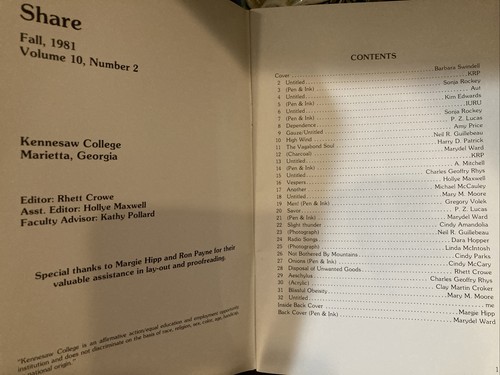 Share
Fall, 1981
Volume 10, Number 2
Kennesaw College
Marietta, Georgia
Editor: Rhett Crowe
Asst. Editor: Hollye Maxwell
Faculty Advisor: Kathy Pollard
Special thanks to Margie Hipp and Ron Payne for their
valuable assistance in lay-out and proofreading.
"Kennesaw College is an affirmative action/equal education and employment opportunity
institution and does not discriminate on the basis of race, religion, sex, color, age, handicap,
national origin."
CONTENTS
Cover Barbara Swindell
2 Untitled KRP
3 (Pen & Ink) Sonja Rockey
4 Untitled Aut
5 (Pen & Ink) Kim Edwards
6 Untitled IURU
7 (Pen & Ink) Sonja Rockey
8 Dependence P. Z. Lucas
9 Gauze/Untitled Amy Price
10 High Wind Neil R. Guillebeau
11 The Vagabond Soul Harry D. Patrick
12 (Charcoal) Marydel Ward
13 Untitled KRP
14 (Pen & Ink) A. Mitchell
15 Untitled Charles Geoffry Rhys
16 Vespers Hollye Maxwell
17 Another Michael McCauley
18 Untitled Mary M. Moore
19 Men! (Pen & Ink) Gregory Volek
20 Savor P. Z. Lucas
21 (Pen & Ink) Marydel Ward
22 Slight thunder Cindy Amandolia
23 (Photograph) Neil R. Guillebeau
24 Radio Songs Dara Hopper
25 (Photograph) Linda McIntosh
26 Not Bothered By Mountains Cindy Parks
27 Onions (Pen & Ink) Cindy McCary
28 Disposal of Unwanted Goods Rhett Crowe
29 Aeschylus Charles Geoffry Rhys
30 (Acrylic) Clay Martin Croker
31 Blissful Obesity Mary M. Moore
32 Untitled me
Inside Back Cover Margie Hipp
Back Cover (Pen & Ink) Marydel Ward
1